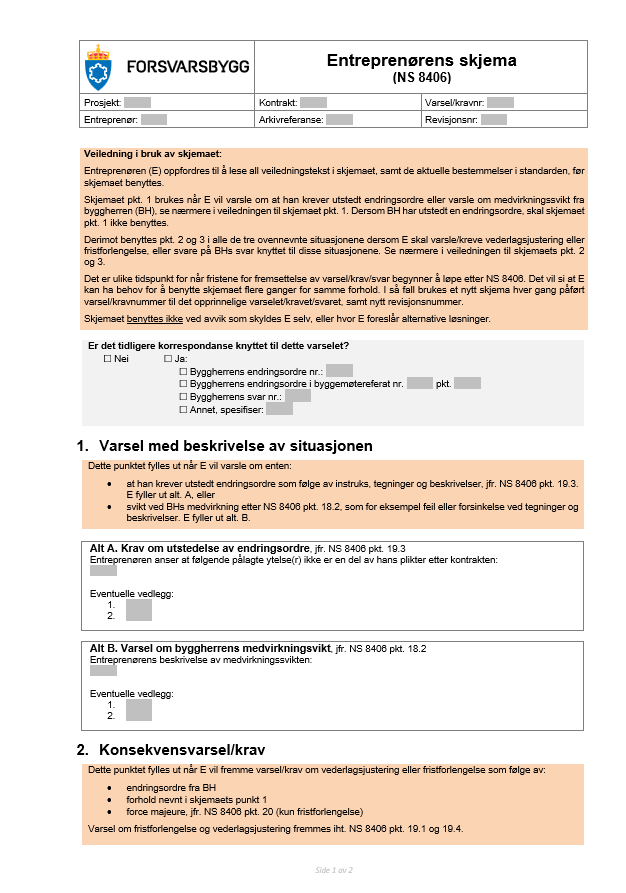 FORSVARSBYGG
Entreprenørens skjema
(NS 8406)
Prosjekt:
Kontrakt:
Varsel/kravnr:
Entreprenør:
Arkivreferanse:
Revisjonsnr:
Veiledning i bruk av skjemaet:
Entreprenøren (E) oppfordres til å lese all veiledningstekst i skjemaet, samt de aktuelle bestemmelser i standarden, før
skjemaet benyttes.
Skjemaet pkt. 1 brukes når E vil varsle om at han krever utstedt endringsordre eller varsle om medvirkningssvikt fra
byggherren (BH), se nærmere i veiledningen til skjemaet pkt. 1. Dersom BH har utstedt en endringsordre, skal skjemaet
pkt. 1 ikke benyttes.
Derimot benyttes pkt. 2 og 3 i alle de tre ovennevnte situasjonene dersom E skal varsle/kreve vederlagsjustering eller
fristforlengelse, eller svare på BHs svar knyttet til disse situasjonene. Se nærmere i veiledning til skjemaets pkt. 2
og 3.
Det er ulike tidspunkt for når fristene for fremsettelse av varsel/krav/svar begynner å løpe etter NS 8406. Det vil si at E
kan ha behov for å benytte skjemaet flere ganger for samme forhold. I så fall brukes et nytt skjema hver gang påført
varsel/kravnummer til det opprinnelige varselet/kravet/svaret, samt nytt revisjonsnummer.
Skjemaet benyttes ikke ved avvik som skyldes E selv, eller hvor E foreslår alternative løsninger.
Er det tidligere korrespondanse knyttet til dette varselet?
☐ Nei ☐ Ja:
☐ Byggherrens endringsordre nr.:
☐ Byggherrens endringsordre i byggemøtereferat nr. pkt.
☐ Byggherrens svar nr.:
☐ Annet, spesifiser:
1. Varsel med beskrivelse av situasjonen
Dette punktet fylles ut når E vil varsle om enten:
• at han krever utstedt endringsordre som følge av instruks, tegninger og beskrivelser, jfr. NS 8406 pkt. 19.3.
E fyller ut alt. A, eller
• svikt ved BHs medvirkning etter NS 8406 pkt. 18.2, som for eksempel feil eller forsinkelse ved tegninger og
beskrivelser. E fyller ut alt. B.
Alt A. Krav om utstedelse av endringsordre, jfr. NS 8406 pkt. 19.3
Entreprenøren anser at følgende pålagte ytelse(r) ikke er en del av hans plikter etter kontrakten:
Eventuelle vedlegg:
1.
2.
Alt B. Varsel om byggherrens medvirkningsvikt, jfr. NS 8406 pkt. 18.2
Entreprenørens beskrivelse av medvirkningssvikten:
Eventuelle vedlegg:
1.
2.
2. Konsekvensvarsel/krav
Dette punktet fylles ut når E vil fremme varsel/krav om vederlagsjustering eller fristforlengelse som følge av:
• endringsordre fra BH
• forhold nevnt i skjemaets punkt 1
• force majeure, jfr. NS 8406 pkt. 20 (kun fristforlengelse)
Varsel om fristforlengelse og vederlagsjustering fremmes iht. NS 8406 pkt. 19.1 og 19.4.
Side 1 av 2